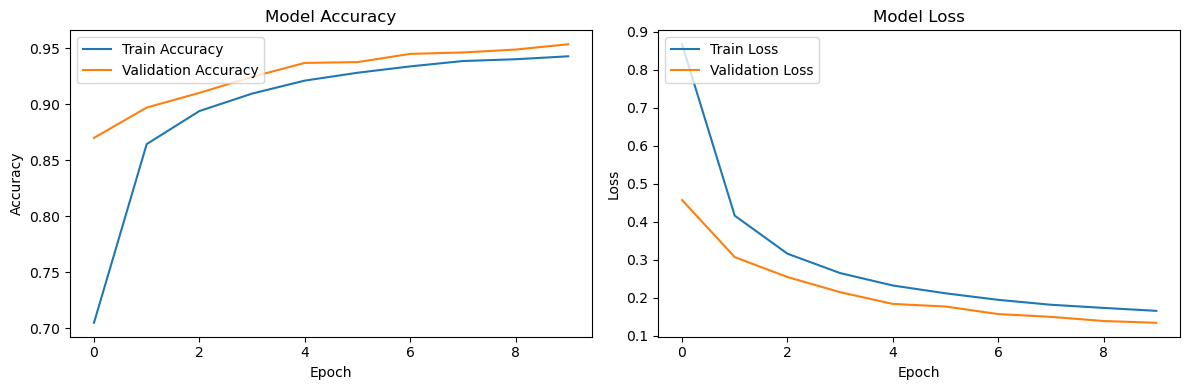 Model Accuracy
Train Accuracy
Validation Accuracy
0.95
0.90
0.85
0.80
0.75
0.70
Accuracy
0 2 4 6 8
Epoch
Model Loss
Train Loss
Validation Loss
0.9
0.8
0.7
0.6
0.5
0.4
0.3
0.2
0.1
Loss
0 2 4 6 8
Epoch